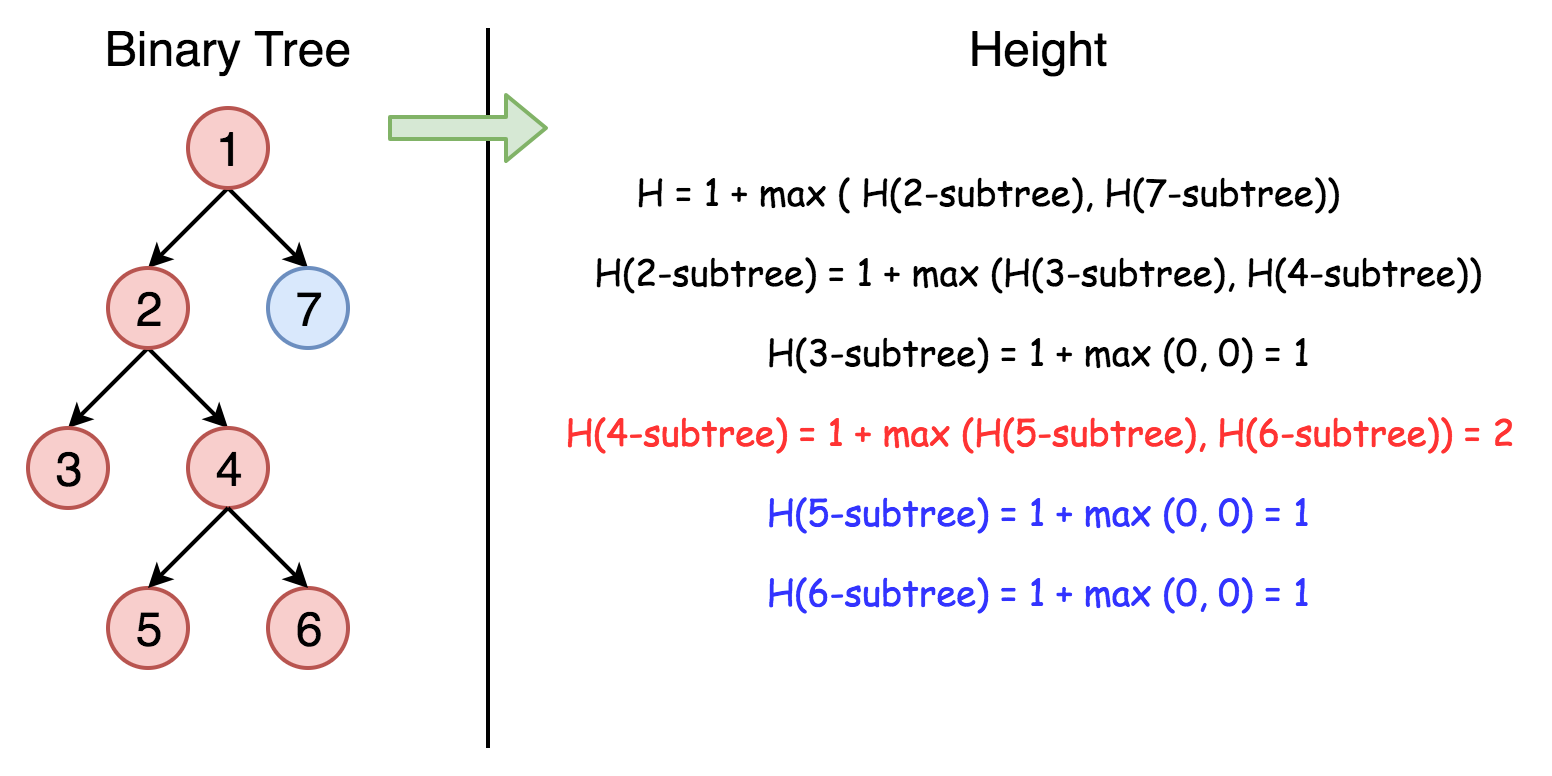 Binary Tree
Height
1
2
7
3
4
5
6
H = 1 + max ( H(2-subtree), H(7-subtree))
H(2-subtree) = 1 + max (H(3-subtree), H(4-subtree))
H(3-subtree) = 1 + max (0, 0) = 1
H(4-subtree) = 1 + max (H(5-subtree), H(6-subtree)) = 2
H(5-subtree) = 1 + max (0, 0) = 1
H(6-subtree) = 1 + max (0, 0) = 1